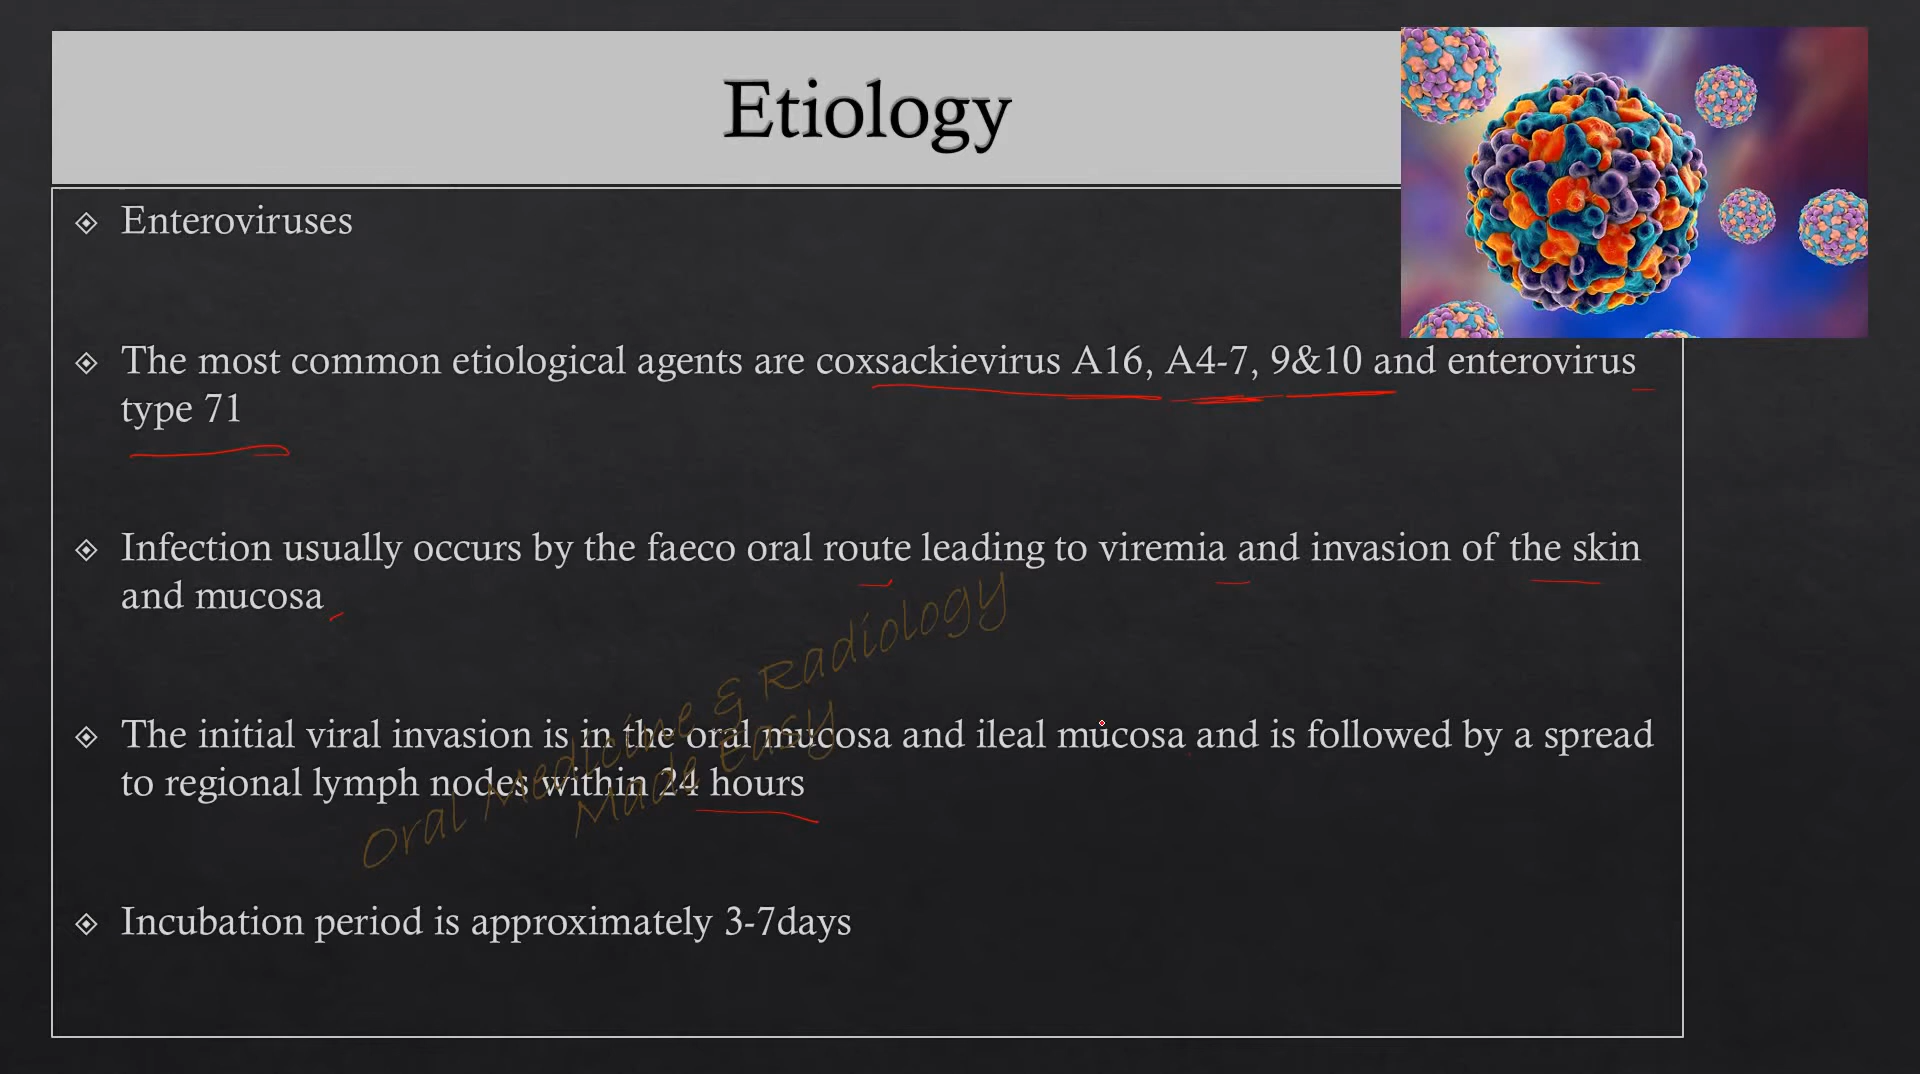 Etiology
Enteroviruses
The most common etiological agents are coxsackievirus A16, A4-7, 9&10 and enterovirus
type 71
Infection usually occurs by the faeco oral route leading to viremia and invasion of the skin
and mucosa
The initial viral invasion is in the oral mucosa and ileal mucosa and is followed by a spread
to regional lymph nodes within 24 hours
Oral Medicine & Radiology
Made Easy
Incubation period is approximately 3-7days